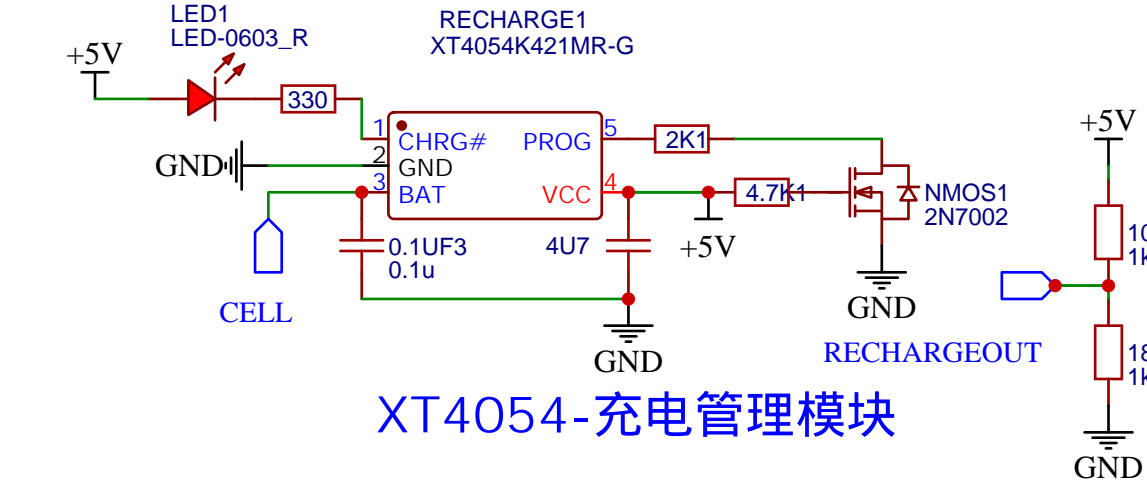 LED1
LED-0603_R
RECHARGE1
XT4054K421MR-G
+5V
330
1
CHRG#
PROG
5
2K1
+5V
GND
2
GND
3
BAT
VCC
4
4.7K1
NMOS1
2N7002
0.1UF3
0.1u
4U7
+5V
CELL
GND
GND
RECHARGEOUT
XT4054-充电管理模块
GND